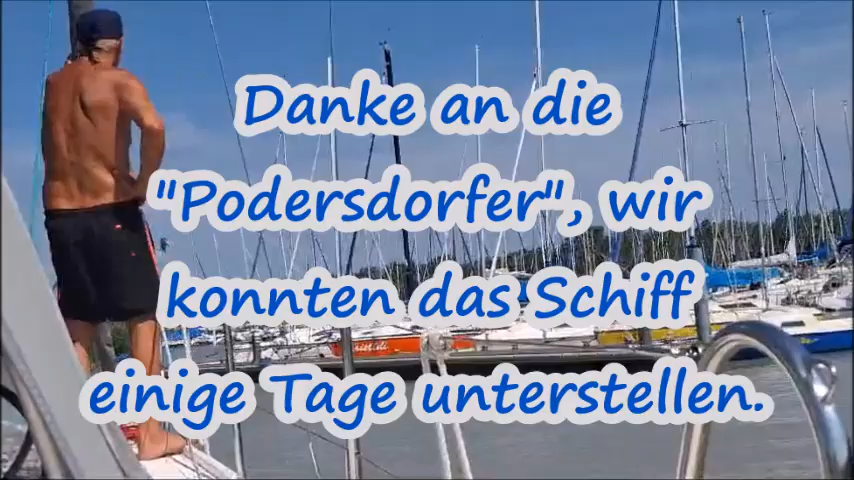 Danke an die
"Podersdorfer", wir
konnten das Schiff
einige Tage unterstellen.